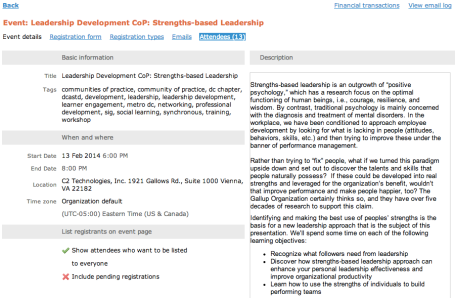 Back
Financial transactions View email log
Event: Leadership Development CoP: Strengths-based Leadership
Event details Registration form Registration types Emails Attendees (13)
Basic information
Title Leadership Development CoP: Strengths-based Leadership
Tags communities of practice, community of practice, dc chapter,
dcastd, development, leadership, leadership development,
learner engagement, metro dc, networking, professional
development, sig, social learning, synchronous, training,
workshop
When and where
Start Date 13 Feb 2014 6:00 PM
End Date 8:00 PM
Location C2 Technologies, Inc. 1921 Gallows Rd., Suite 1000 Vienna,
VA 22182
Time zone Organization default
(UTC-05:00) Eastern Time (US & Canada)
List registrants on event page
Show attendees who want to be listed
to everyone
Include pending registrations
Description
Strengths-based leadership is an outgrowth of "positive
psychology," which has a research focus on the optimal
functioning of human beings, i.e., courage, resilience, and
wisdom. By contrast, traditional psychology is mainly concerned
with the diagnosis and treatment of mental disorders. In the
workplace, we have been conditioned to approach employee
development by looking for what is lacking in people (attitudes,
behaviors, skills, etc.) and then trying to improve these under the
banner of performance management.
Rather than trying to "fix" people, what if we turned this paradigm
upside down and set out to discover the talents and skills that
people naturally possess? If these could be developed into real
strengths and leveraged for the organization's benefit, wouldn't
that improve performance and make people happier, too? The
Gallup Organization certainly thinks so, and they have over five
decades of research to support this claim.
Identifying and making the best use of peoples' strengths is the
basis for a new leadership approach that is the subject of this
presentation. We'll spend some time on each of the following
learning objectives:
• Recognize what followers need from leadership
• Discover how strengths-based leadership approach can
enhance your personal leadership effectiveness and
improve organizational productivity
• Learn how to use the strengths of individuals to build
performing teams